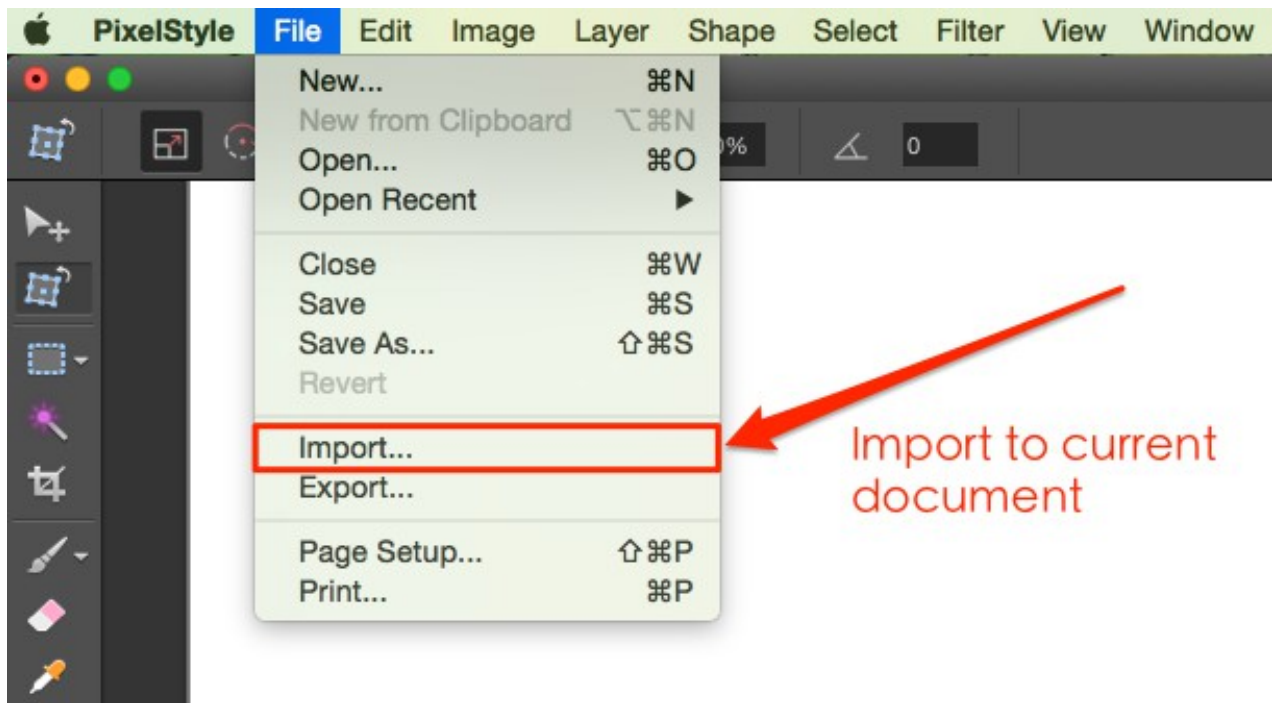 PixelStyle File Edit Image Layer Shape Select Filter View Window
New... ⌘N
New from Clipboard ⌥⌘N
0% 0
Open... ⌘O
Open Recent ▶
Close ⌘W
Save ⌘S
Save As... ⇧⌘S
Revert
Import...
Export...
Page Setup... ⇧⌘P
Print... ⌘P
Import to current
document